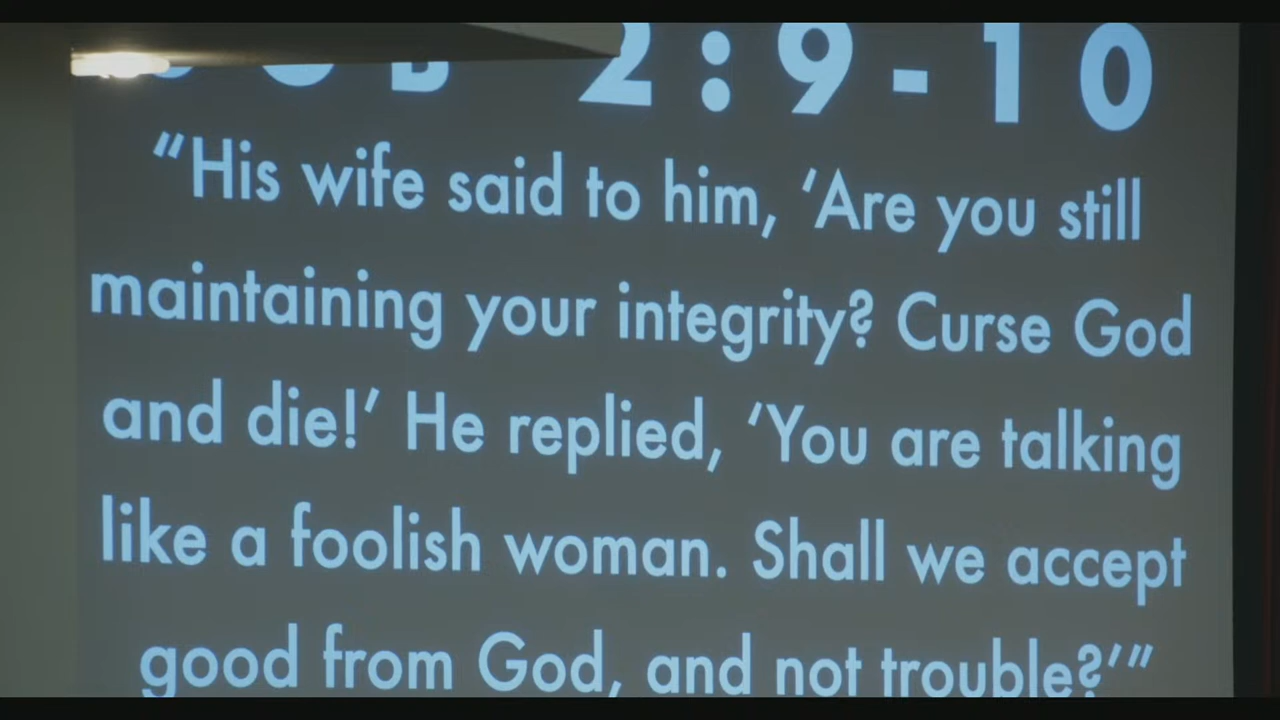 JOB 2:9-10
“His wife said to him, ‘Are you still
maintaining your integrity? Curse God
and die!’ He replied, ‘You are talking
like a foolish woman. Shall we accept
good from God, and not trouble?’”